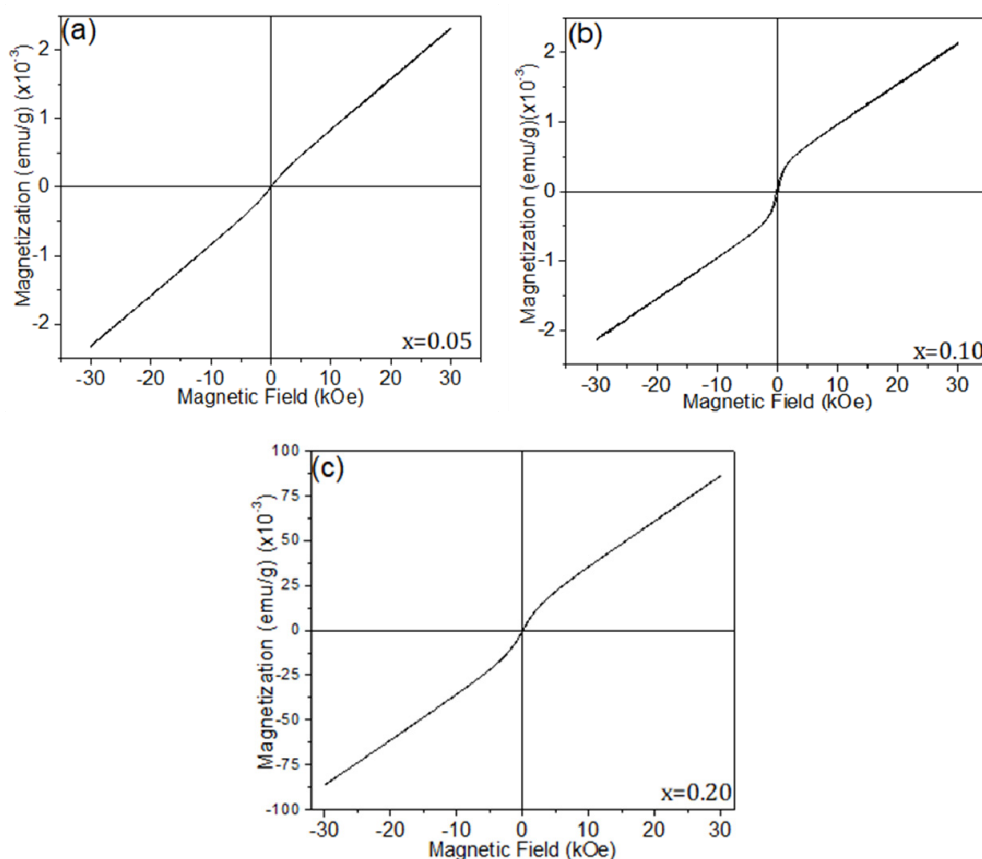 (a)
Magnetization (emu/g) (x10-3)
2
1
0
-1
-2
x=0.05
-30 -20 -10 0 10 20 30
Magnetic Field (kOe)
(b)
Magnetization (emu/g)(x10-3)
2
1
0
-1
-2
x=0.10
-30 -20 -10 0 10 20 30
Magnetic Field (kOe)
(c)
Magnetization (emu/g) (x10-3)
100
75
50
25
0
-25
-50
-75
-100
x=0.20
-30 -20 -10 0 10 20 30
Magnetic Field (kOe)